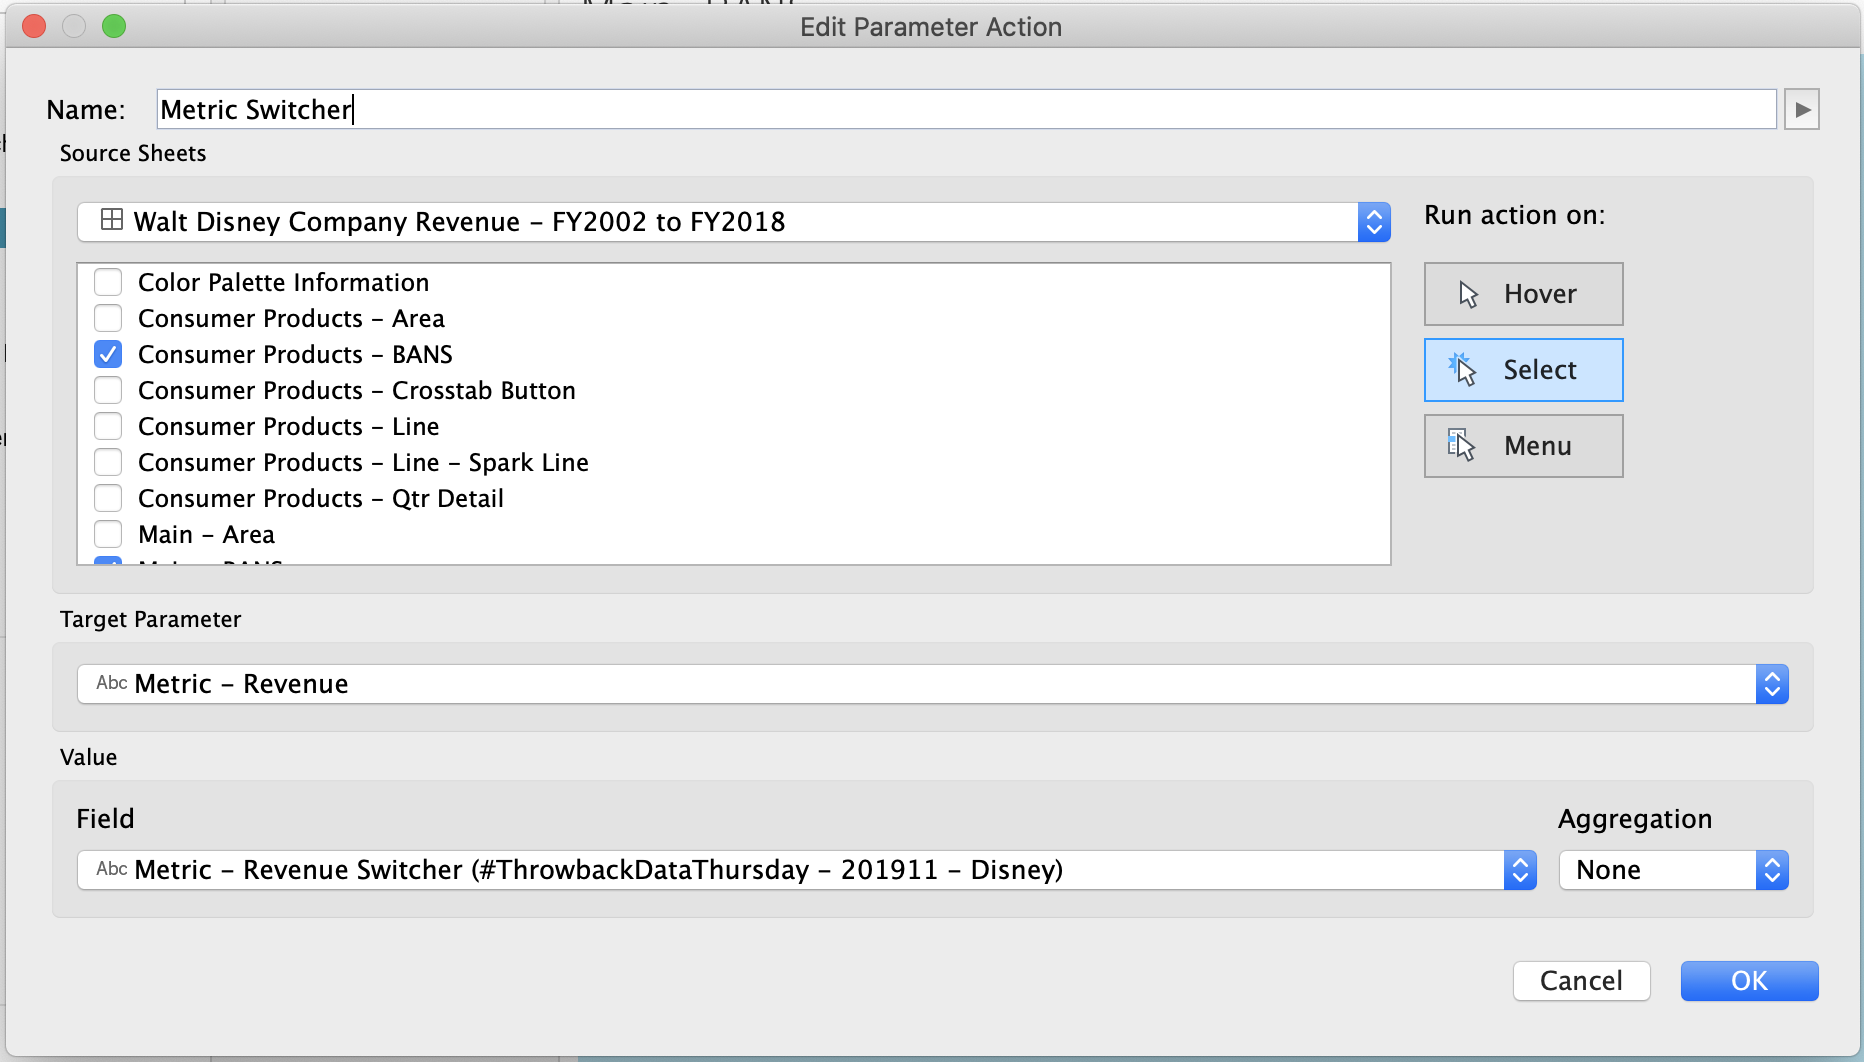 Edit Parameter Action
Name: Metric Switcher
Source Sheets
Walt Disney Company Revenue – FY2002 to FY2018
Run action on:
Color Palette Information
Consumer Products – Area
Consumer Products – BANS
Consumer Products – Crosstab Button
Consumer Products – Line
Consumer Products – Line – Spark Line
Consumer Products – Qtr Detail
Main – Area
Hover
Select
Menu
Target Parameter
Abc Metric – Revenue
Value
Field
Aggregation
Abc Metric – Revenue Switcher (#ThrowbackDataThursday – 201911 – Disney)
None
Cancel
OK